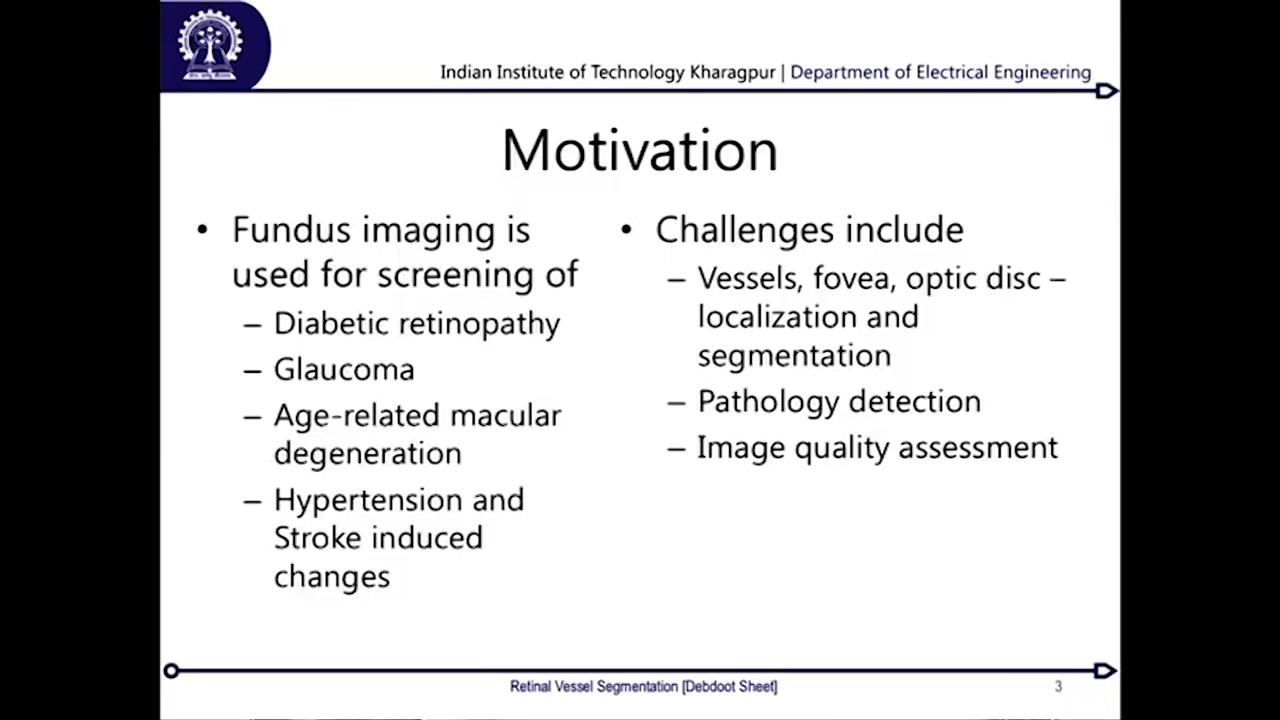 Indian Institute of Technology Kharagpur | Department of Electrical Engineering
Motivation
• Fundus imaging is
used for screening of
– Diabetic retinopathy
– Glaucoma
– Age-related macular
degeneration
– Hypertension and
Stroke induced
changes
• Challenges include
– Vessels, fovea, optic disc –
localization and
segmentation
– Pathology detection
– Image quality assessment
Retinal Vessel Segmentation [Debdoot Sheet]
3